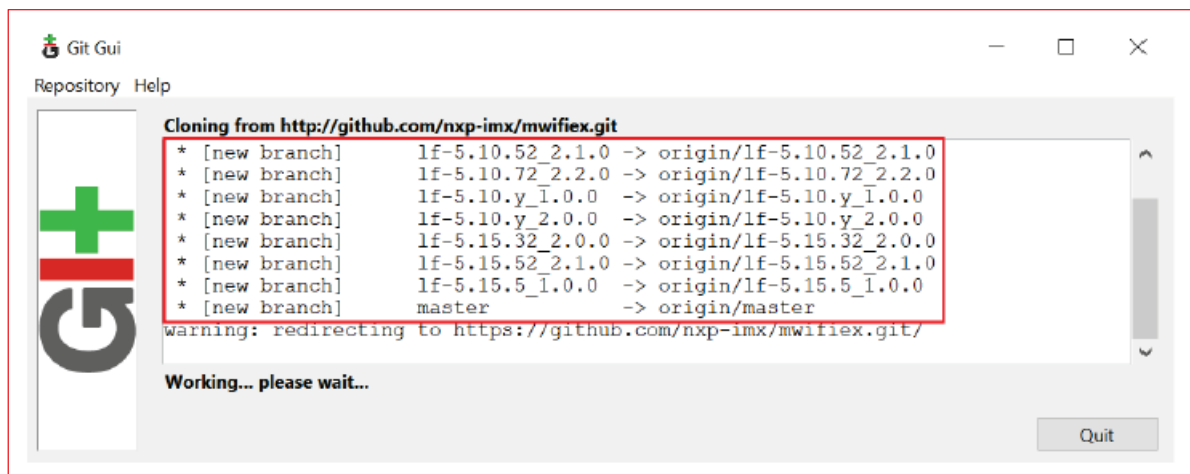 Git Gui
Repository Help
Cloning from http://github.com/nxp-imx/mwifiex.git
* [new branch] lf-5.10.52_2.1.0 -> origin/lf-5.10.52_2.1.0
* [new branch] lf-5.10.72_2.2.0 -> origin/lf-5.10.72_2.2.0
* [new branch] lf-5.10.y_1.0.0 -> origin/lf-5.10.y_1.0.0
* [new branch] lf-5.10.y_2.0.0 -> origin/lf-5.10.y_2.0.0
* [new branch] lf-5.15.32_2.0.0 -> origin/lf-5.15.32_2.0.0
* [new branch] lf-5.15.52_2.1.0 -> origin/lf-5.15.52_2.1.0
* [new branch] lf-5.15.5_1.0.0 -> origin/lf-5.15.5_1.0.0
* [new branch] master -> origin/master
warning: redirecting to https://github.com/nxp-imx/mwifiex.git/
Git
Working... please wait...
Quit